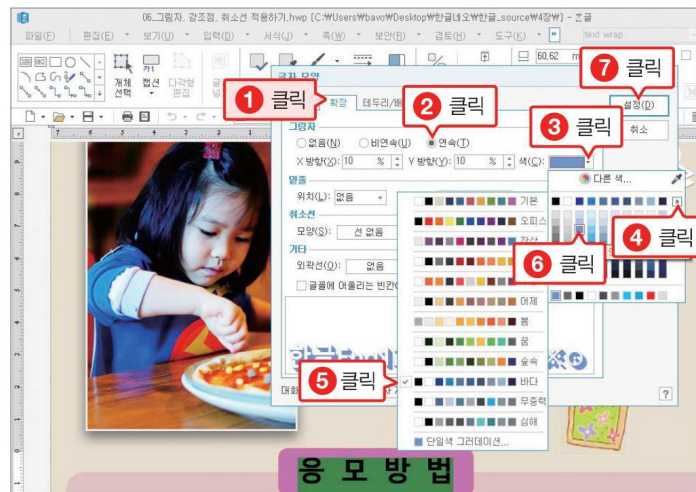 06_그림자, 강조점, 취소선 적용하기.hwp [C:\Users\bavo\Desktop\한글네오\한글_source\4장\] - 흔글
파일(F) 편집(E) 보기(U) 입력(D) 서식(J) 쪽(W) 보안(R) 검토(H) 도구(K) text wrap
개체 선택 캡션 다각형 편집 60,62
글자 모양
7 클릭
1 클릭 확장 테두리/배 2 클릭 설정(D)
그림자 3 클릭 취소
없음(N) 비연속(U) 연속(T)
X 방향(X): 10 % Y 방향(Y): 10 % 색(C):
다른 색...
밑줄
위치(L): 없음
기본
취소선 오피스 4 클릭
모양(S): 선 없음
기타 6 클릭
외곽선(O): 없음
글꼴에 어울리는 빈칸( 어제
봄
꿈
숲속
5 클릭 바다
무중력
심해
단일색 그러데이션...
응 모 방 법